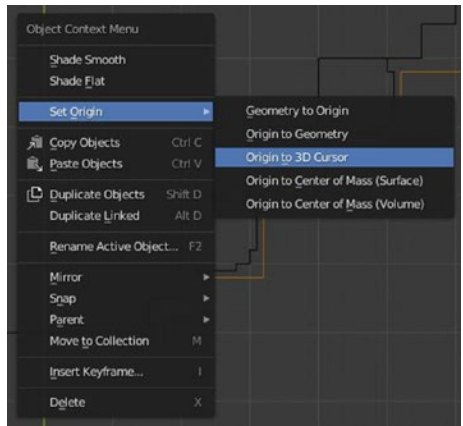 Object Context Menu
Shade Smooth
Shade Flat
Set Origin
Geometry to Origin
Origin to Geometry
Origin to 3D Cursor
Origin to Center of Mass (Surface)
Origin to Center of Mass (Volume)
Copy Objects Ctrl C
Paste Objects Ctrl V
Duplicate Objects Shift D
Duplicate Linked Alt D
Rename Active Object... F2
Mirror
Snap
Parent
Move to Collection M
Insert Keyframe... I
Delete X